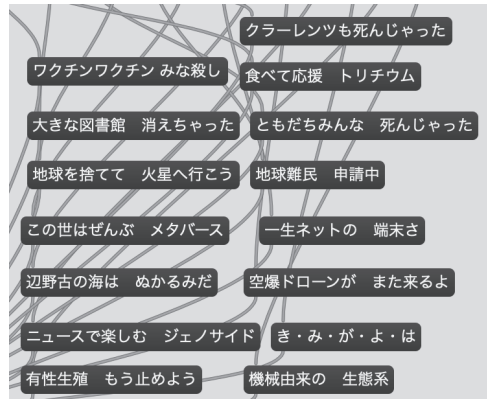 クラーレンツも死んじゃった
ワクチンワクチン みな殺し
食べて応援　トリチウム
大きな図書館　消えちゃった
ともだちみんな　死んじゃった
地球を捨てて　火星へ行こう
地球難民　申請中
この世はぜんぶ　メタバース
一生ネットの　端末さ
辺野古の海は　ぬかるみだ
空爆ドローンが　また来るよ
ニュースで楽しむ　ジェノサイド
き・み・が・よ・は
有性生殖　もう止めよう
機械由来の　生態系